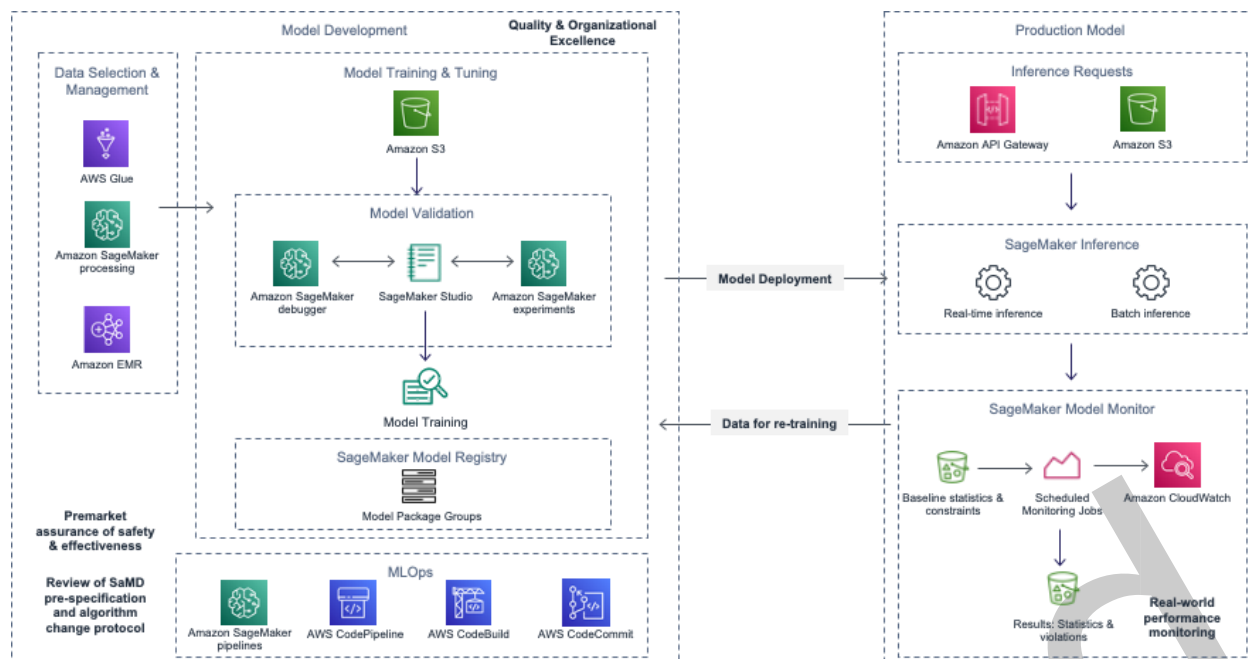 Model Development
Quality & Organizational
Excellence
Data Selection &
Management
AWS Glue
Amazon SageMaker
processing
Amazon EMR
Model Training & Tuning
Amazon S3
Model Validation
Amazon SageMaker
debugger
SageMaker Studio
Amazon SageMaker
experiments
Model Training
SageMaker Model Registry
Model Package Groups
Premarket
assurance of safety
& effectiveness
Review of SaMD
pre-specification
and algorithm
change protocol
MLOps
Amazon SageMaker
pipelines
AWS CodePipeline
AWS CodeBuild
AWS CodeCommit
Model Deployment
Data for re-training
Production Model
Inference Requests
Amazon API Gateway
Amazon S3
SageMaker Inference
Real-time inference
Batch inference
SageMaker Model Monitor
Baseline statistics &
constraints
Scheduled
Monitoring Jobs
Amazon CloudWatch
Results: Statistics &
violations
Real-world
performance
monitoring